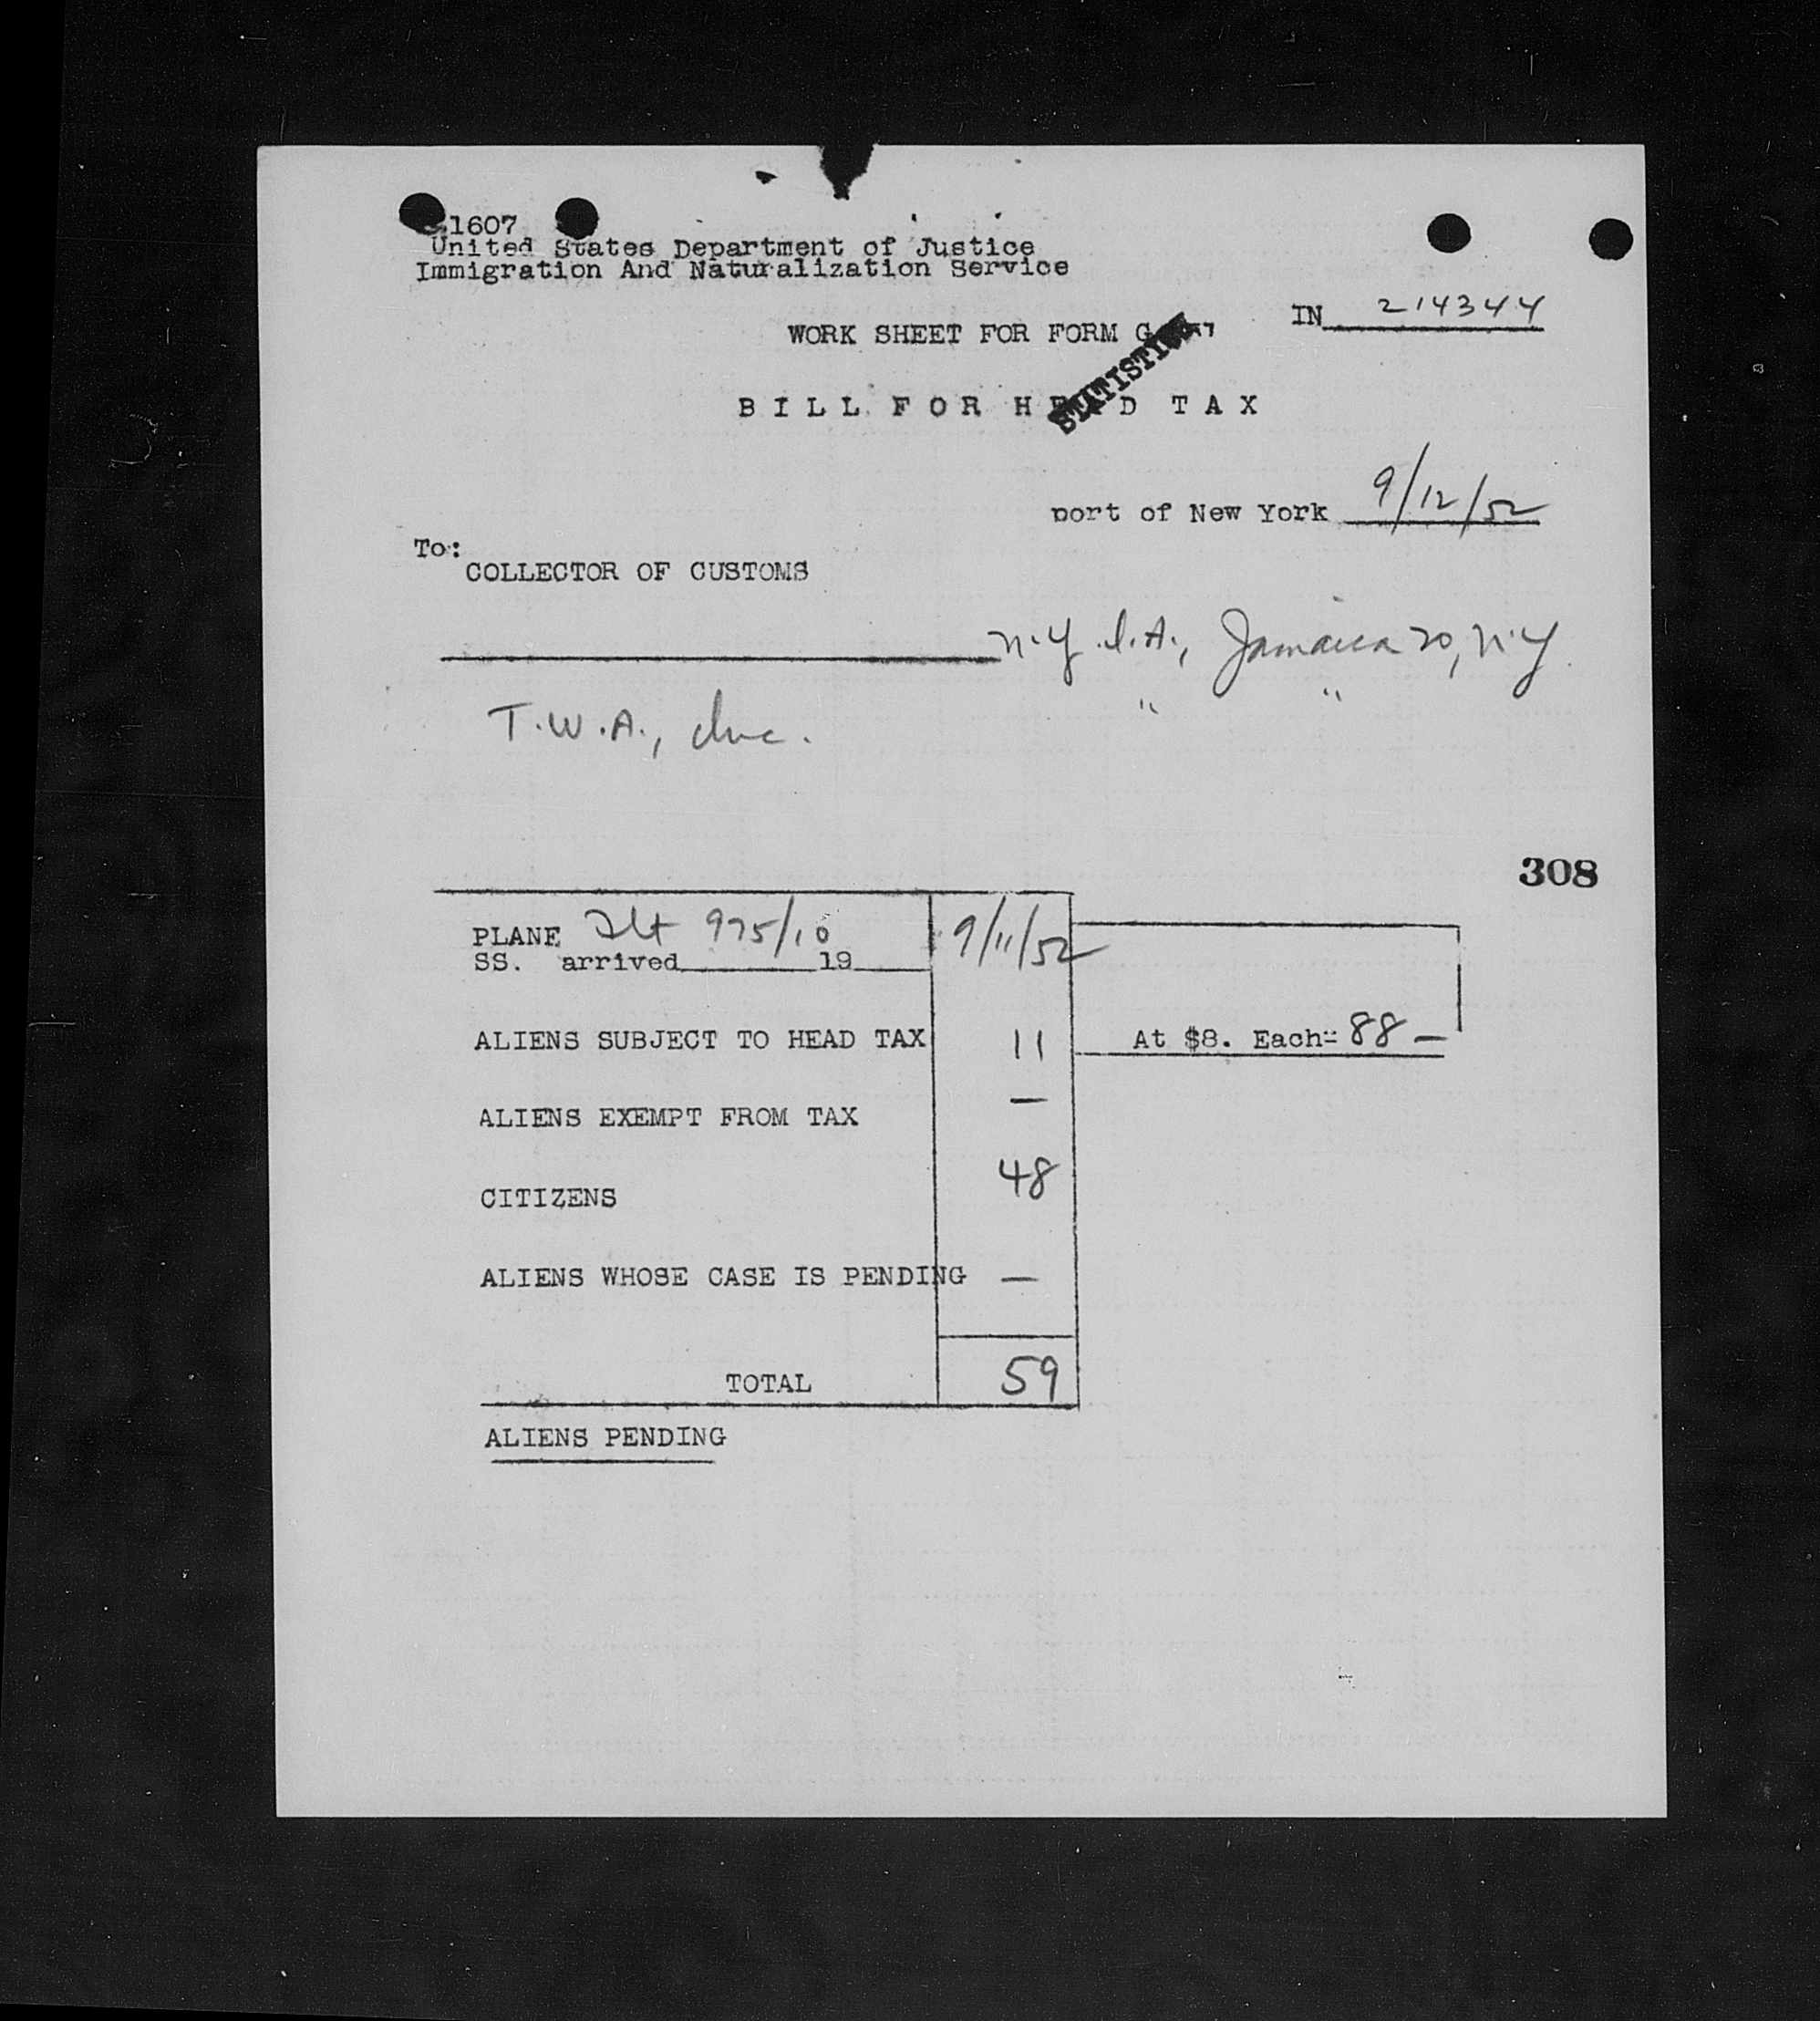 1607
United States Department of Justice
Immigration And Naturalization Service
IN 214344
WORK SHEET FOR FORM
STATISTICS
BILL FOR HEAD TAX
port of New York 9/12/52
To:
COLLECTOR OF CUSTOMS
N.Y.I.A., Jamaica 20, N.Y.
" "
T.W.A., Inc.
308
PLANE Flt 975/10 9/11/52
SS. arrived 19
ALIENS SUBJECT TO HEAD TAX 11 At $8. Each= 88 —
ALIENS EXEMPT FROM TAX —
CITIZENS 48
ALIENS WHOSE CASE IS PENDING —
TOTAL 59
ALIENS PENDING